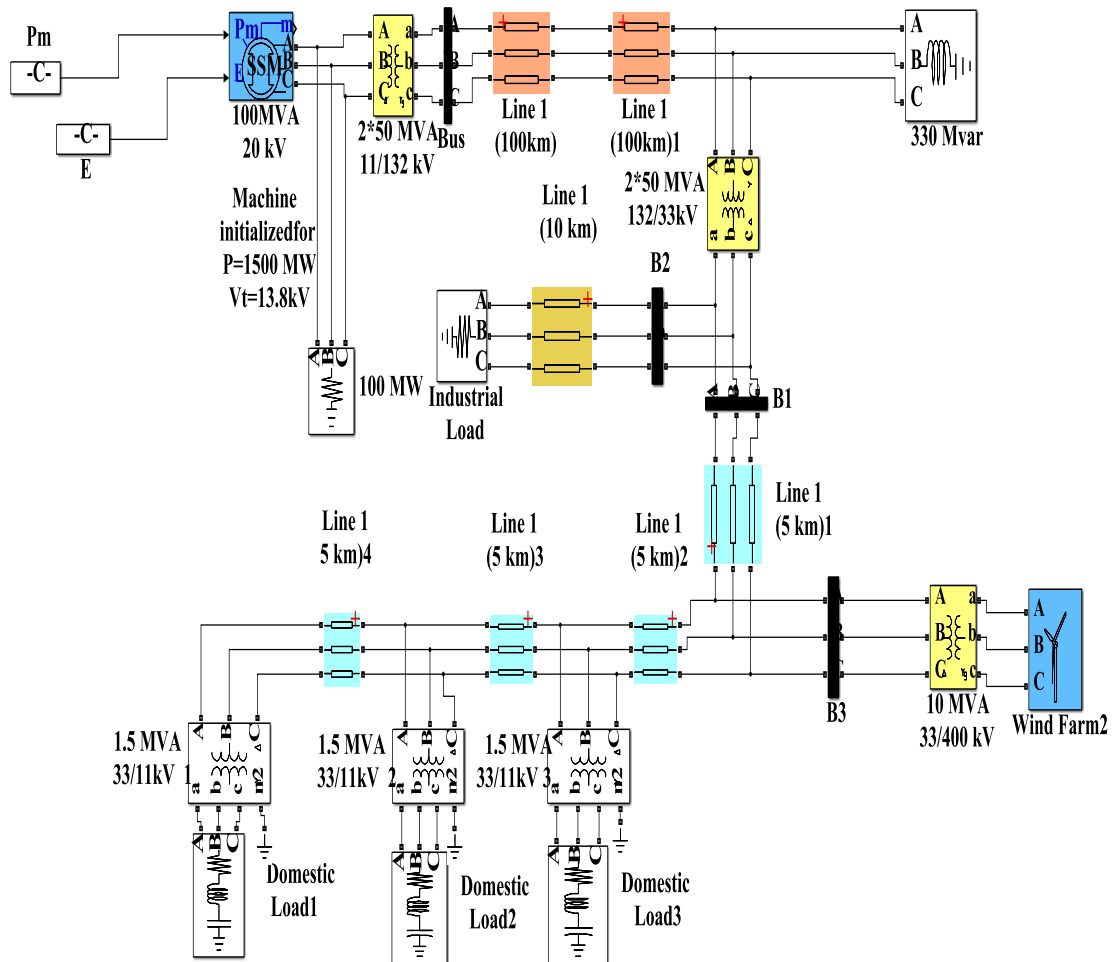 Pm
-C-
-C-
E
Pm
m
E
SSM
A
B
C
100MVA
20 kV
A
B
C
a
b
c
2*50 MVA
11/132 kV
A
B
C
Bus
Line 1
(100km)
Line 1
(100km)1
A
B
C
330 Mvar
Machine
initializedfor
P=1500 MW
Vt=13.8kV
2*50 MVA
132/33kV
A
B
C
a
b
c
Line 1
(10 km)
B2
A
B
C
Industrial
Load
A
B
C
100 MW
A
B
C
B1
Line 1
(5 km)1
Line 1
5 km)4
Line 1
(5 km)3
Line 1
(5 km)2
B3
A
B
C
a
b
c
10 MVA
33/400 kV
A
B
C
Wind Farm2
1.5 MVA
33/11kV 1
A
B
C
a
b
c
n2
1.5 MVA
33/11kV 2
A
B
C
a
b
c
n2
1.5 MVA
33/11kV 3
A
B
C
a
b
c
n2
A
B
C
Domestic
Load1
A
B
C
Domestic
Load2
A
B
C
Domestic
Load3